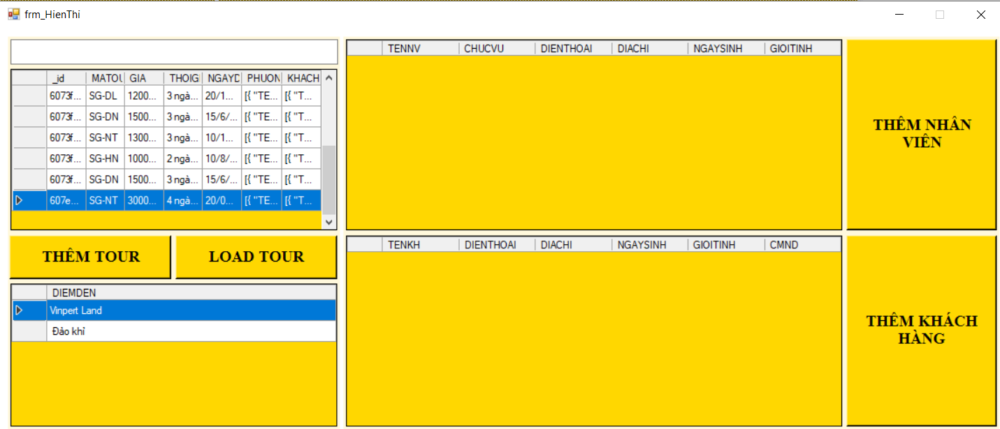 frm_HienThi
_id MATOU GIA THOIG NGAYD PHUON KHACH
6073f... SG-DL 1200... 3 ngà... 20/1... [{ "TE... [{ "T...
6073f... SG-DN 1500... 3 ngà... 15/6/... [{ "TE... [{ "T...
6073f... SG-NT 1300... 3 ngà... 10/1... [{ "TE... [{ "T...
6073f... SG-HN 1000... 2 ngà... 10/8/... [{ "TE... [{ "T...
6073f... SG-DN 1500... 3 ngà... 15/6/... [{ "TE... [{ "T...
607e... SG-NT 3000... 4 ngà... 20/0... [{ "TE... [{ "T...
THÊM TOUR
LOAD TOUR
DIEMDEN
Vinpert Land
Đảo khỉ
TENNV CHUCVU DIENTHOAI DIACHI NGAYSINH GIOITINH
THÊM NHÂN
VIÊN
TENKH DIENTHOAI DIACHI NGAYSINH GIOITINH CMND
THÊM KHÁCH
HÀNG